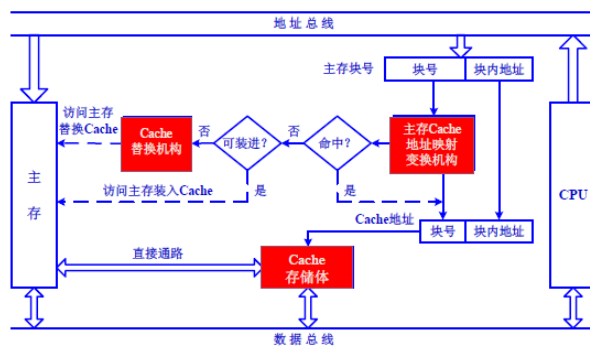 地址总线
主存块号
块号
块内地址
访问主存
替换Cache
Cache
替换机构
否
可装进?
否
命中?
主存Cache
地址映射
变换机构
主
存
CPU
访问主存装入Cache
是
是
Cache地址
块号
块内地址
直接通路
Cache
存储体
数据总线